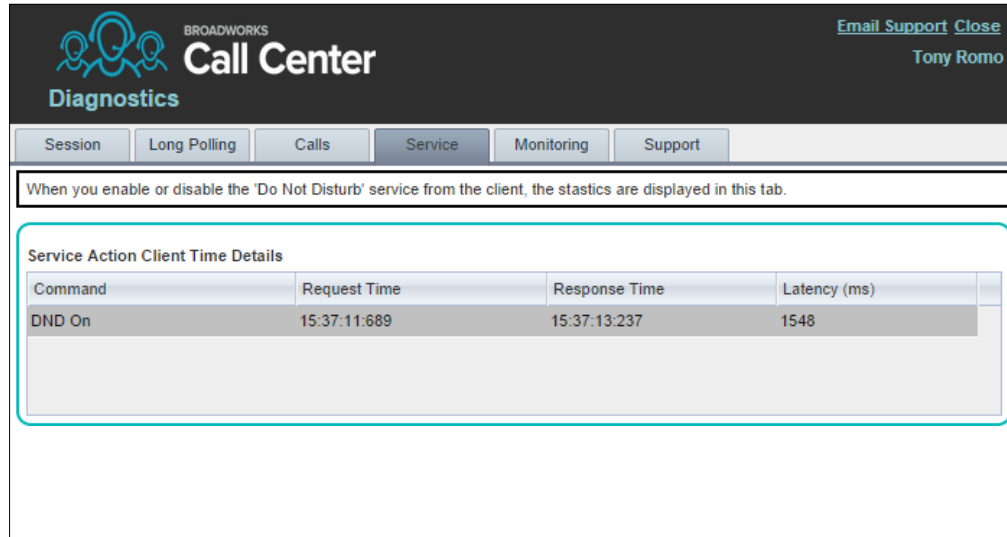 BROADWORKS
Call Center
Diagnostics
Email Support Close
Tony Romo
Session Long Polling Calls Service Monitoring Support
When you enable or disable the 'Do Not Disturb' service from the client, the stastics are displayed in this tab.
Service Action Client Time Details
Command Request Time Response Time Latency (ms)
DND On 15:37:11:689 15:37:13:237 1548